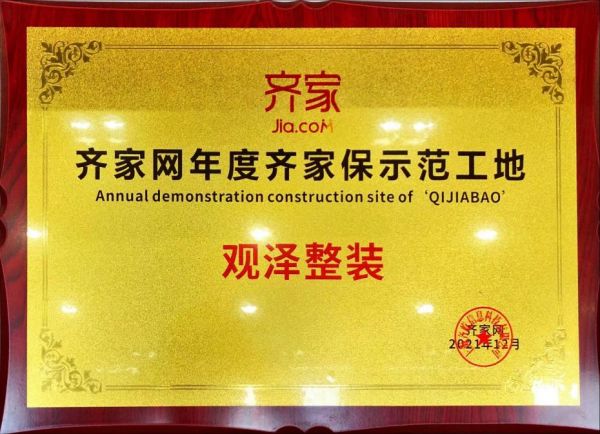 齐家
Jia.coM
齐家网年度齐家保示范工地
Annual demonstration construction site of ‘QIJIABAO’
观泽整装
齐家网
2021年12月